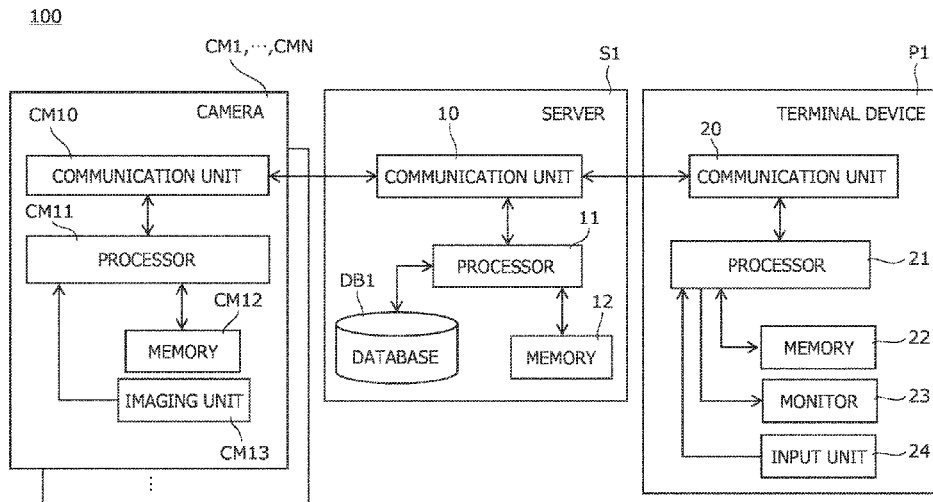 100
CM1,···,CMN
CAMERA
CM10
COMMUNICATION UNIT
CM11
PROCESSOR
CM12
MEMORY
IMAGING UNIT
CM13
⋮
S1
SERVER
10
COMMUNICATION UNIT
11
PROCESSOR
DB1
DATABASE
12
MEMORY
P1
TERMINAL DEVICE
20
COMMUNICATION UNIT
21
PROCESSOR
MEMORY
22
MONITOR
23
INPUT UNIT
24